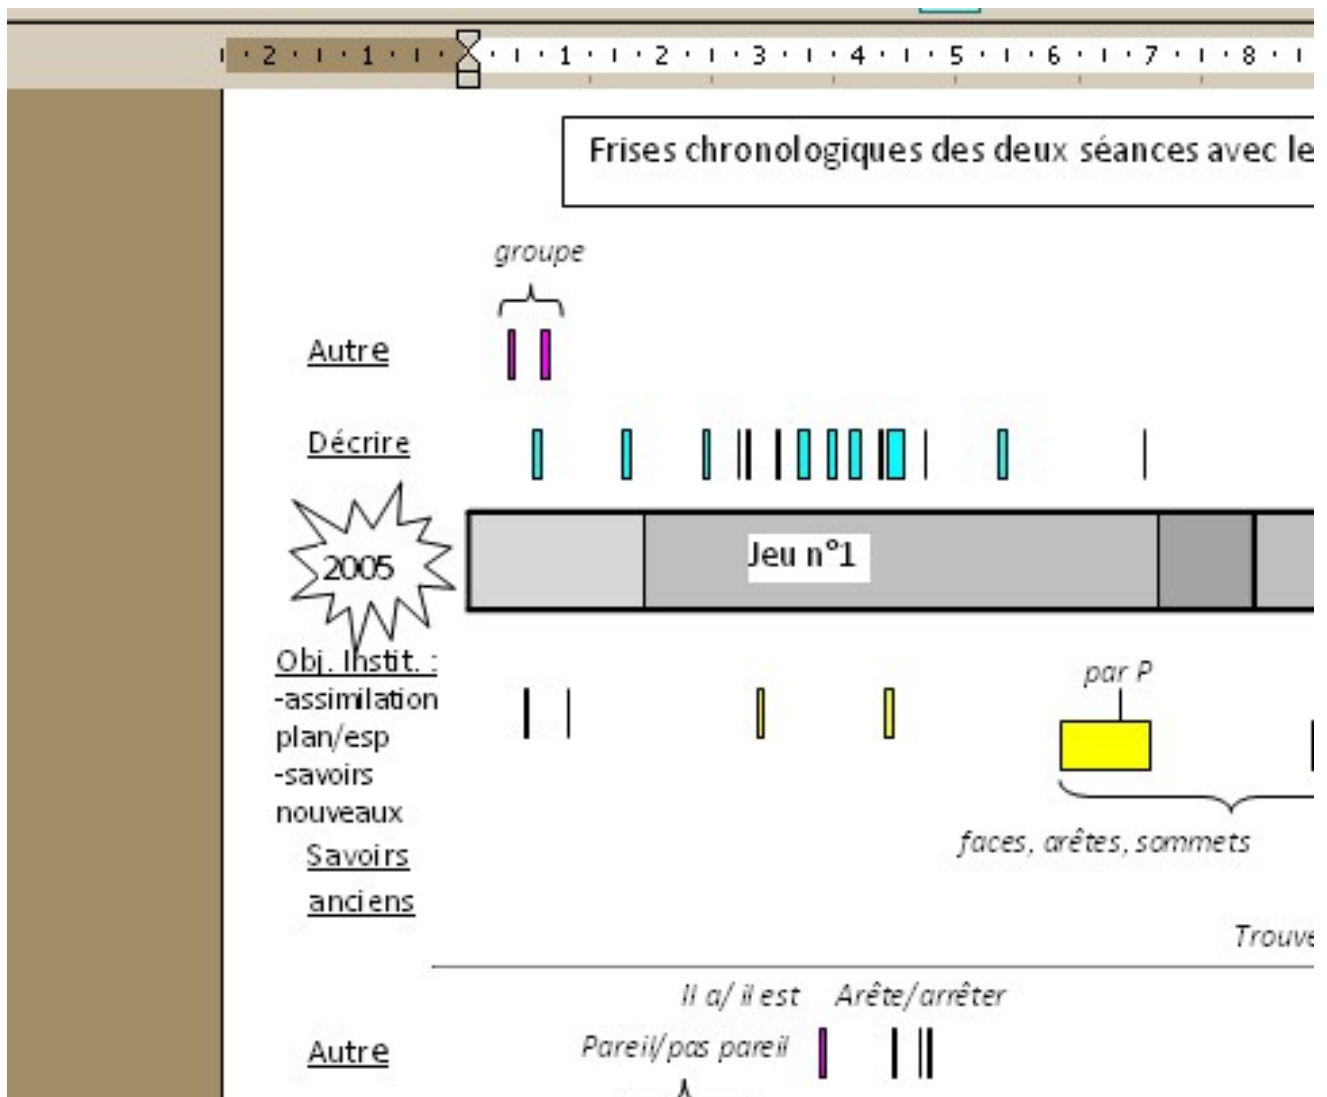 2 1 1 2 3 4 5 6 7 8
Frises chronologiques des deux séances avec le
groupe
Autre
Décrire
2005
Jeu n°1
Obj. Instit. :
-assimilation
plan/esp
-savoirs
nouveaux
par P
faces, arêtes, sommets
Savoirs
anciens
Trouve
Il a/ il est
Arête/arrêter
Pareil/pas pareil
Autre